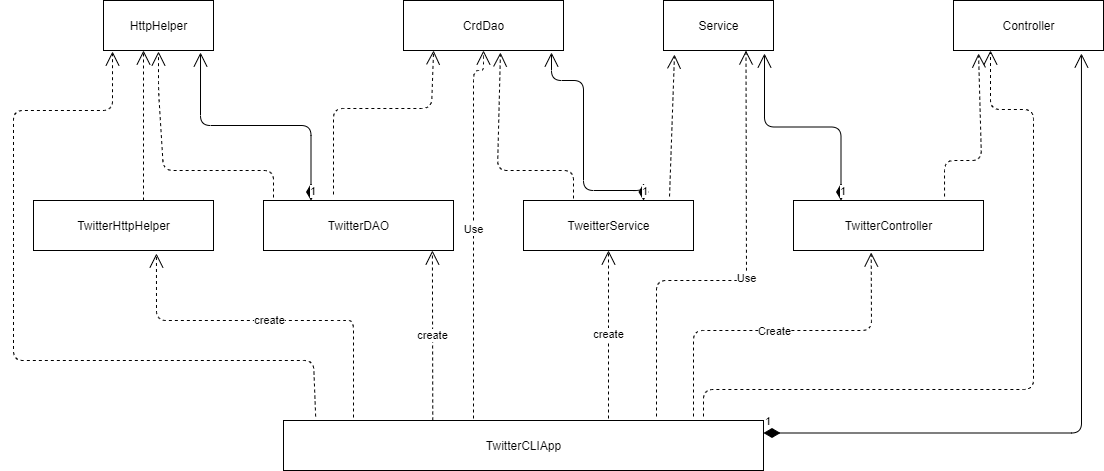 HttpHelper
CrdDao
Service
Controller
1
1
1
TwitterHttpHelper
TwitterDAO
TweitterService
TwitterController
Use
Use
create
create
create
Create
1
TwitterCLIApp